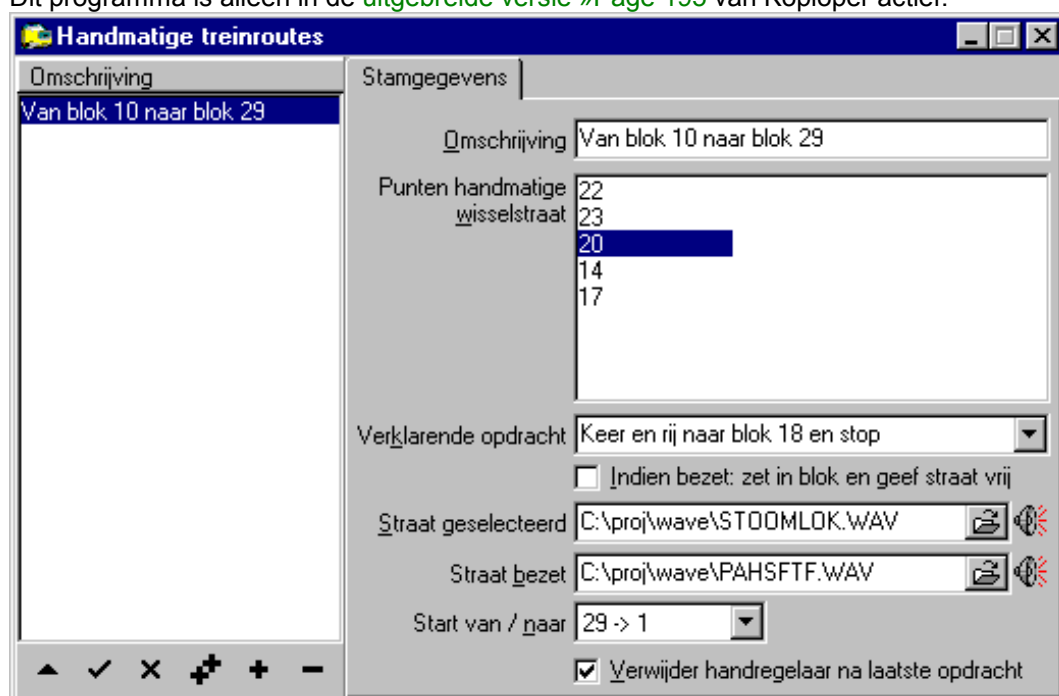 Dit programma is alleen in de uitgebreide versie »Page 195 van Koploper actief.
Handmatige treinroutes
Omschrijving
Van blok 10 naar blok 29
Stamgegevens
Omschrijving Van blok 10 naar blok 29
Punten handmatige
wisselstraat
22
23
20
14
17
Verklarende opdracht Keer en rij naar blok 18 en stop
Indien bezet: zet in blok en geef straat vrij
Straat geselecteerd C:\proj\wave\STOOMLOK.WAV
Straat bezet C:\proj\wave\PAHSFTF.WAV
Start van / naar 29 -> 1
Verwijder handregelaar na laatste opdracht